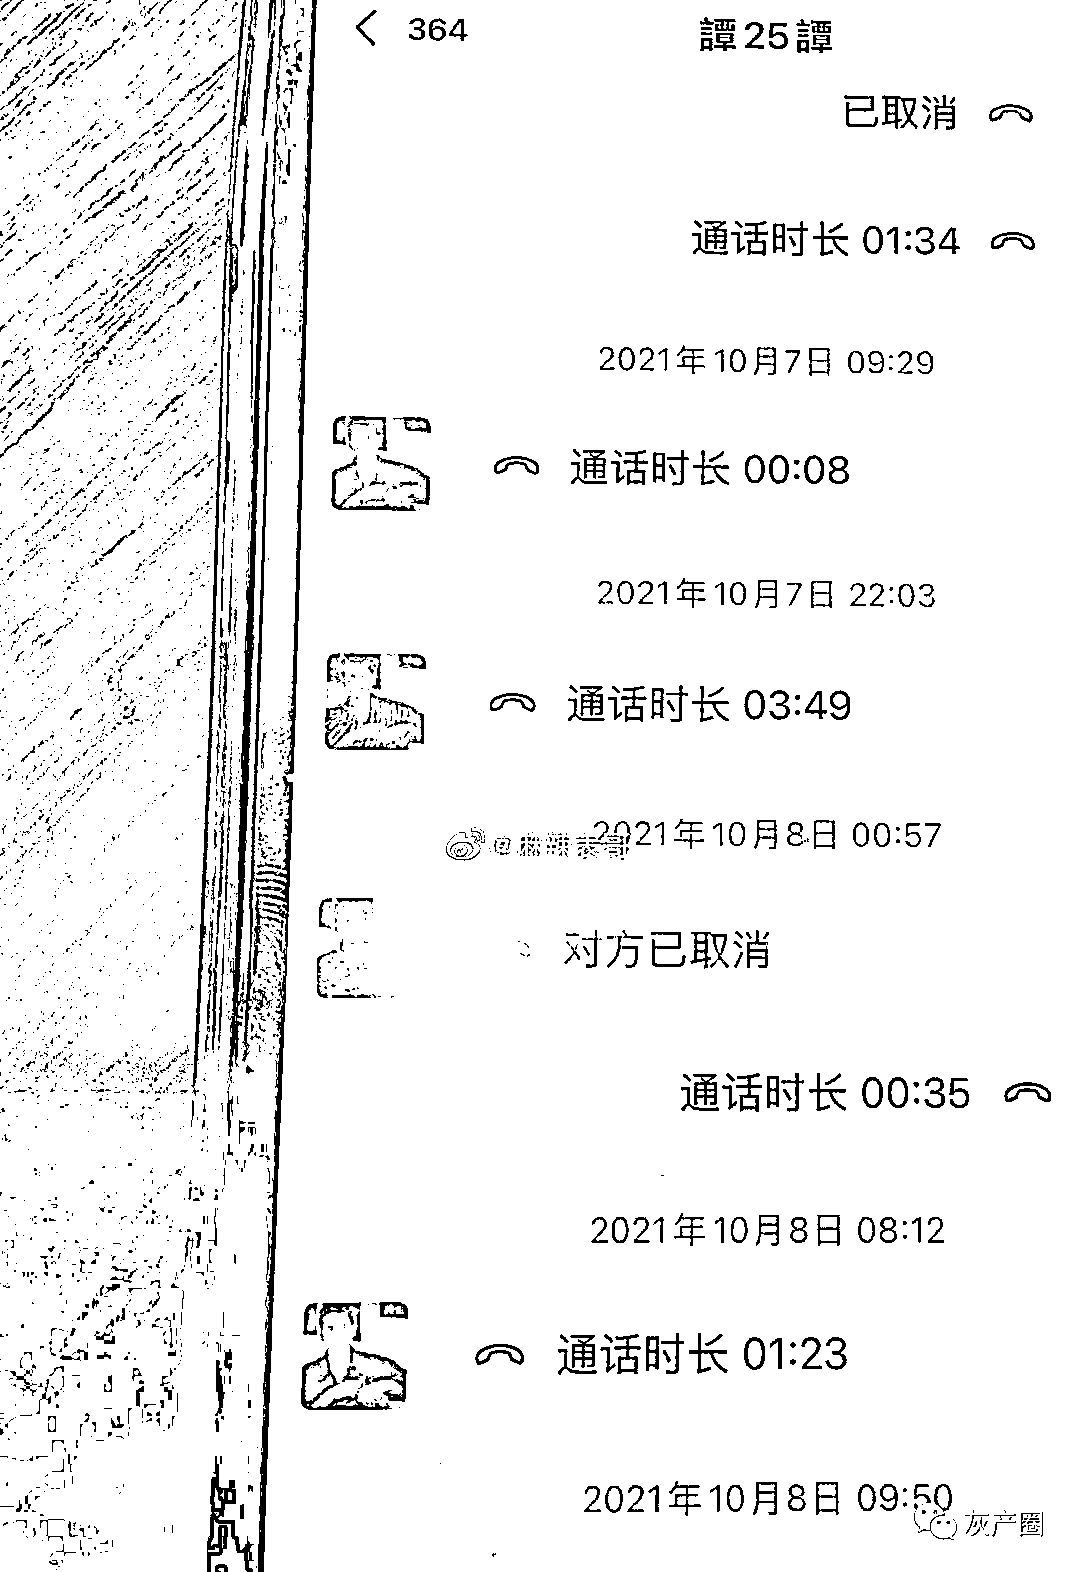 364
譚25譚
已取消
通话时长 01:34
2021年10月7日 09:29
通话时长 00:08
2021年10月7日 22:03
通话时长 03:49
2021年10月8日 00:57
@麻辣表哥
对方已取消
通话时长 00:35
2021年10月8日 08:12
通话时长 01:23
2021年10月8日 09:50
灰产圈